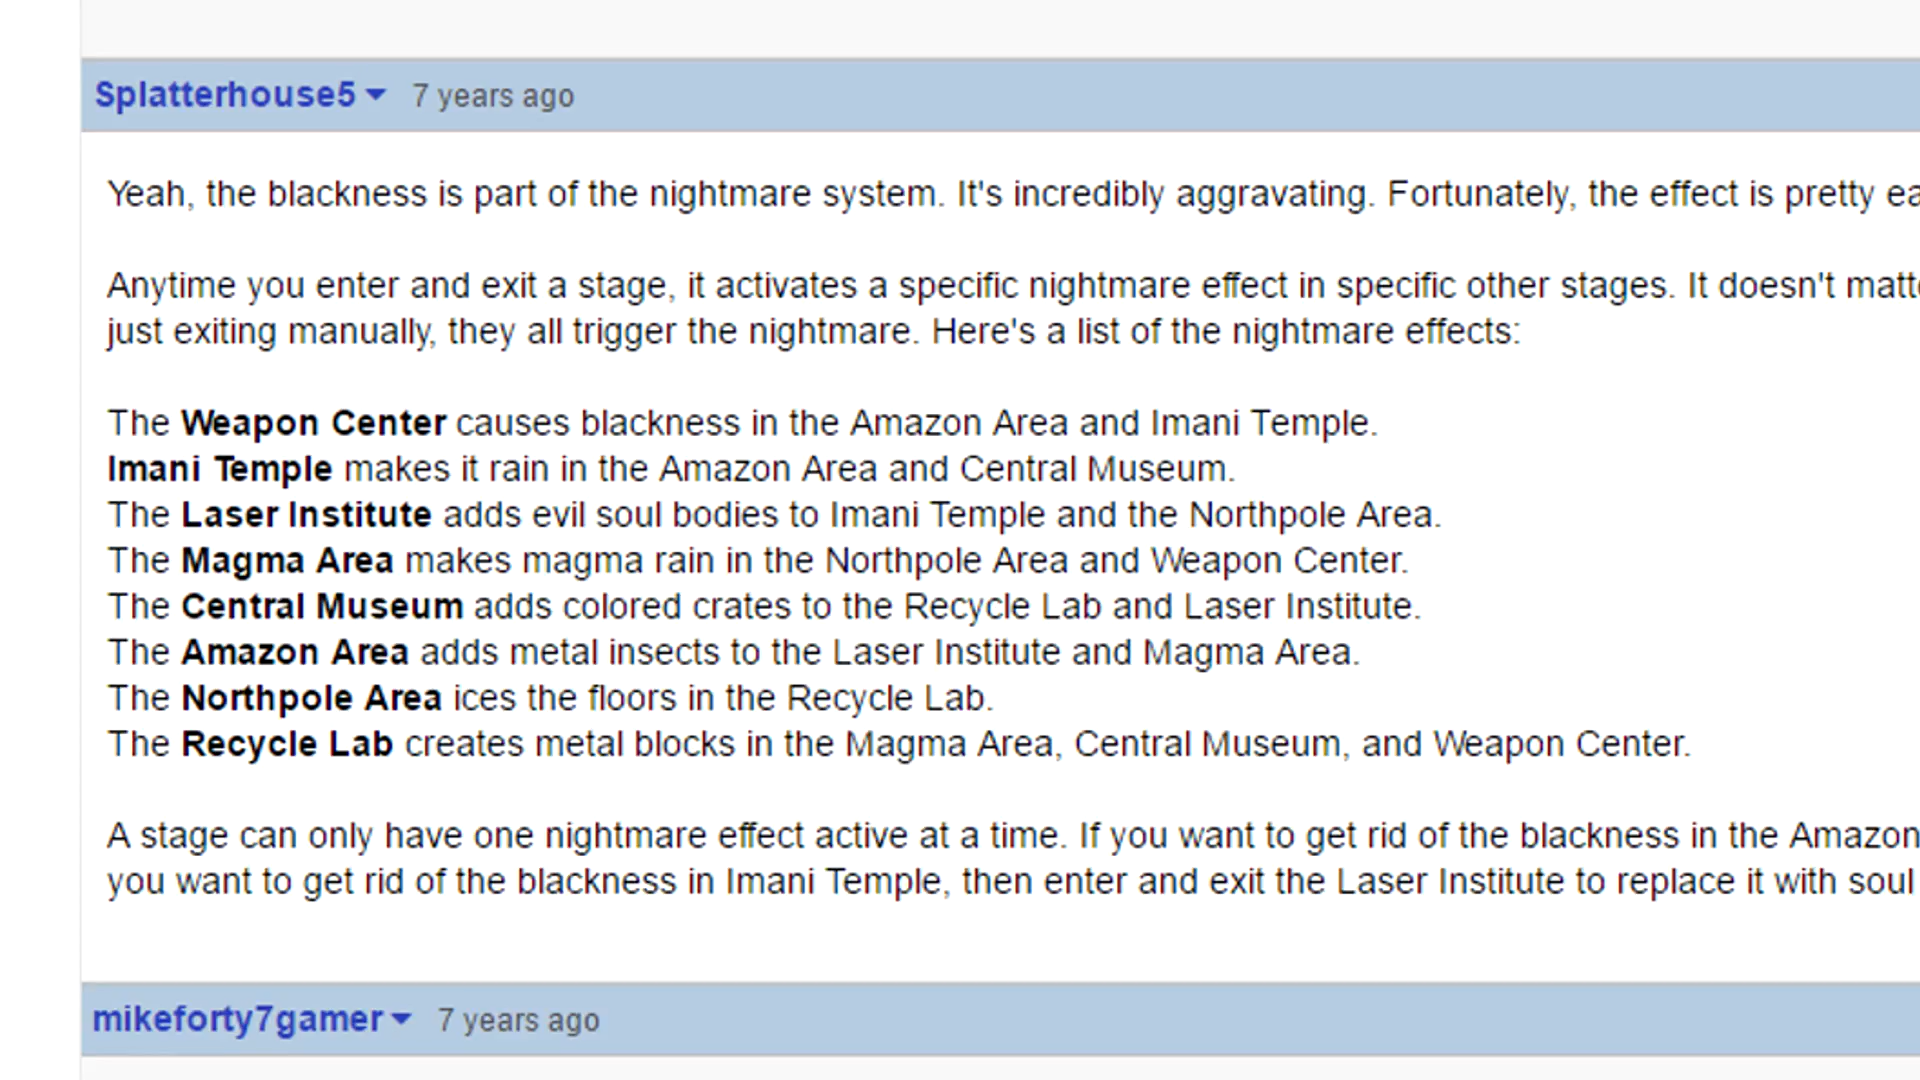 Splatterhouse5 7 years ago
Yeah, the blackness is part of the nightmare system. It's incredibly aggravating. Fortunately, the effect is pretty ea
Anytime you enter and exit a stage, it activates a specific nightmare effect in specific other stages. It doesn't matt
just exiting manually, they all trigger the nightmare. Here's a list of the nightmare effects:
The Weapon Center causes blackness in the Amazon Area and Imani Temple.
Imani Temple makes it rain in the Amazon Area and Central Museum.
The Laser Institute adds evil soul bodies to Imani Temple and the Northpole Area.
The Magma Area makes magma rain in the Northpole Area and Weapon Center.
The Central Museum adds colored crates to the Recycle Lab and Laser Institute.
The Amazon Area adds metal insects to the Laser Institute and Magma Area.
The Northpole Area ices the floors in the Recycle Lab.
The Recycle Lab creates metal blocks in the Magma Area, Central Museum, and Weapon Center.
A stage can only have one nightmare effect active at a time. If you want to get rid of the blackness in the Amazon
you want to get rid of the blackness in Imani Temple, then enter and exit the Laser Institute to replace it with soul
mikeforty7gamer 7 years ago